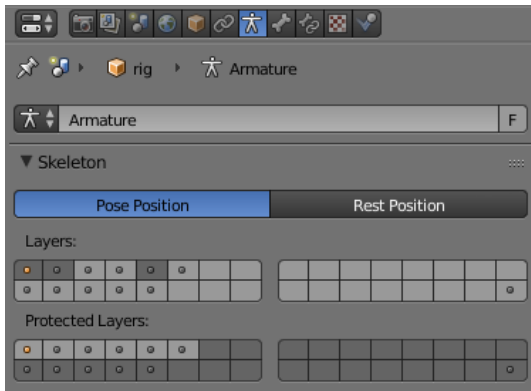 rig Armature
Armature F
Skeleton
Pose Position Rest Position
Layers:
Protected Layers: